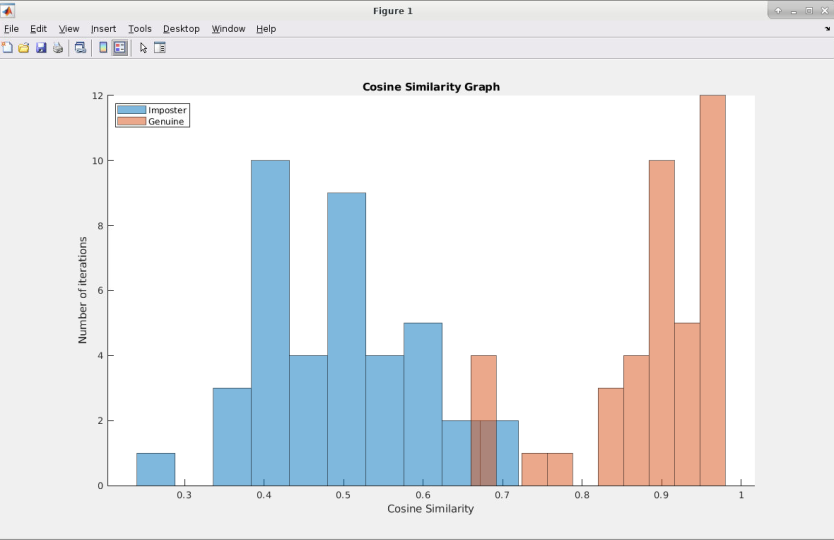 Figure 1
File Edit View Insert Tools Desktop Window Help
Cosine Similarity Graph
Imposter
Genuine
12
10
8
6
4
2
0
Number of iterations
0.3 0.4 0.5 0.6 0.7 0.8 0.9 1
Cosine Similarity